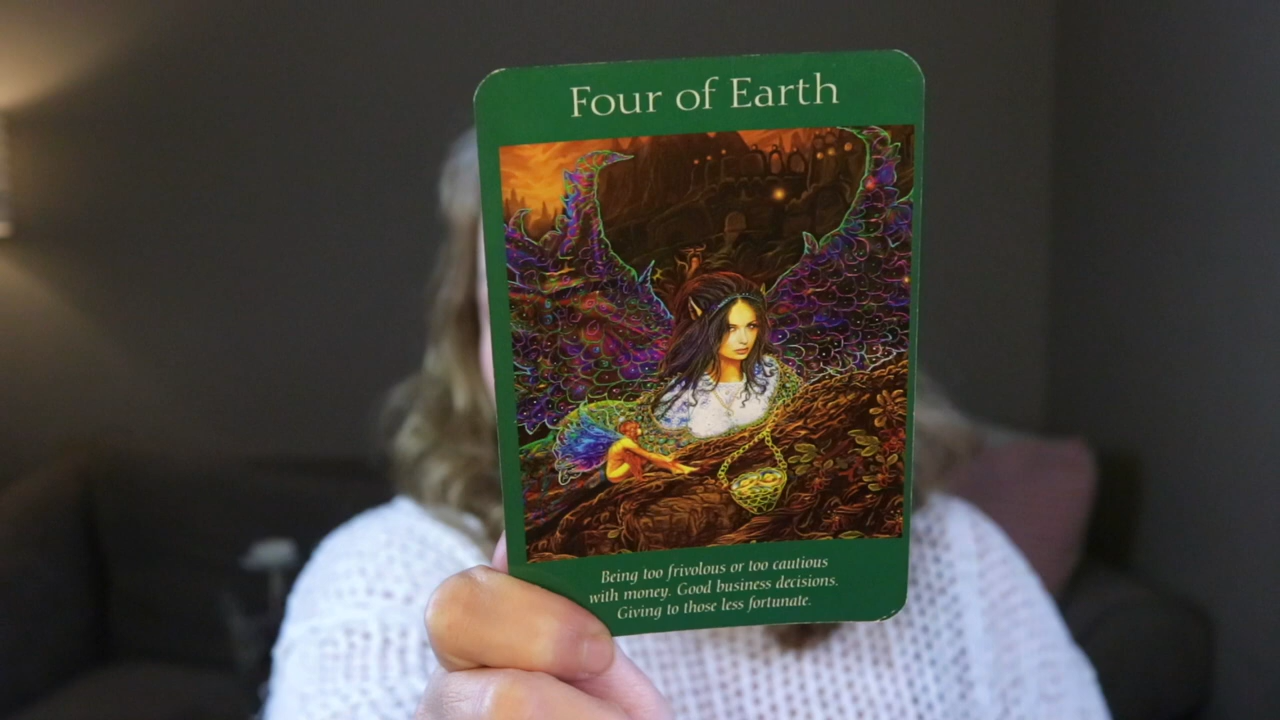 Four of Earth
Being too frivolous or too cautious
with money. Good business decisions.
Giving to those less fortunate.